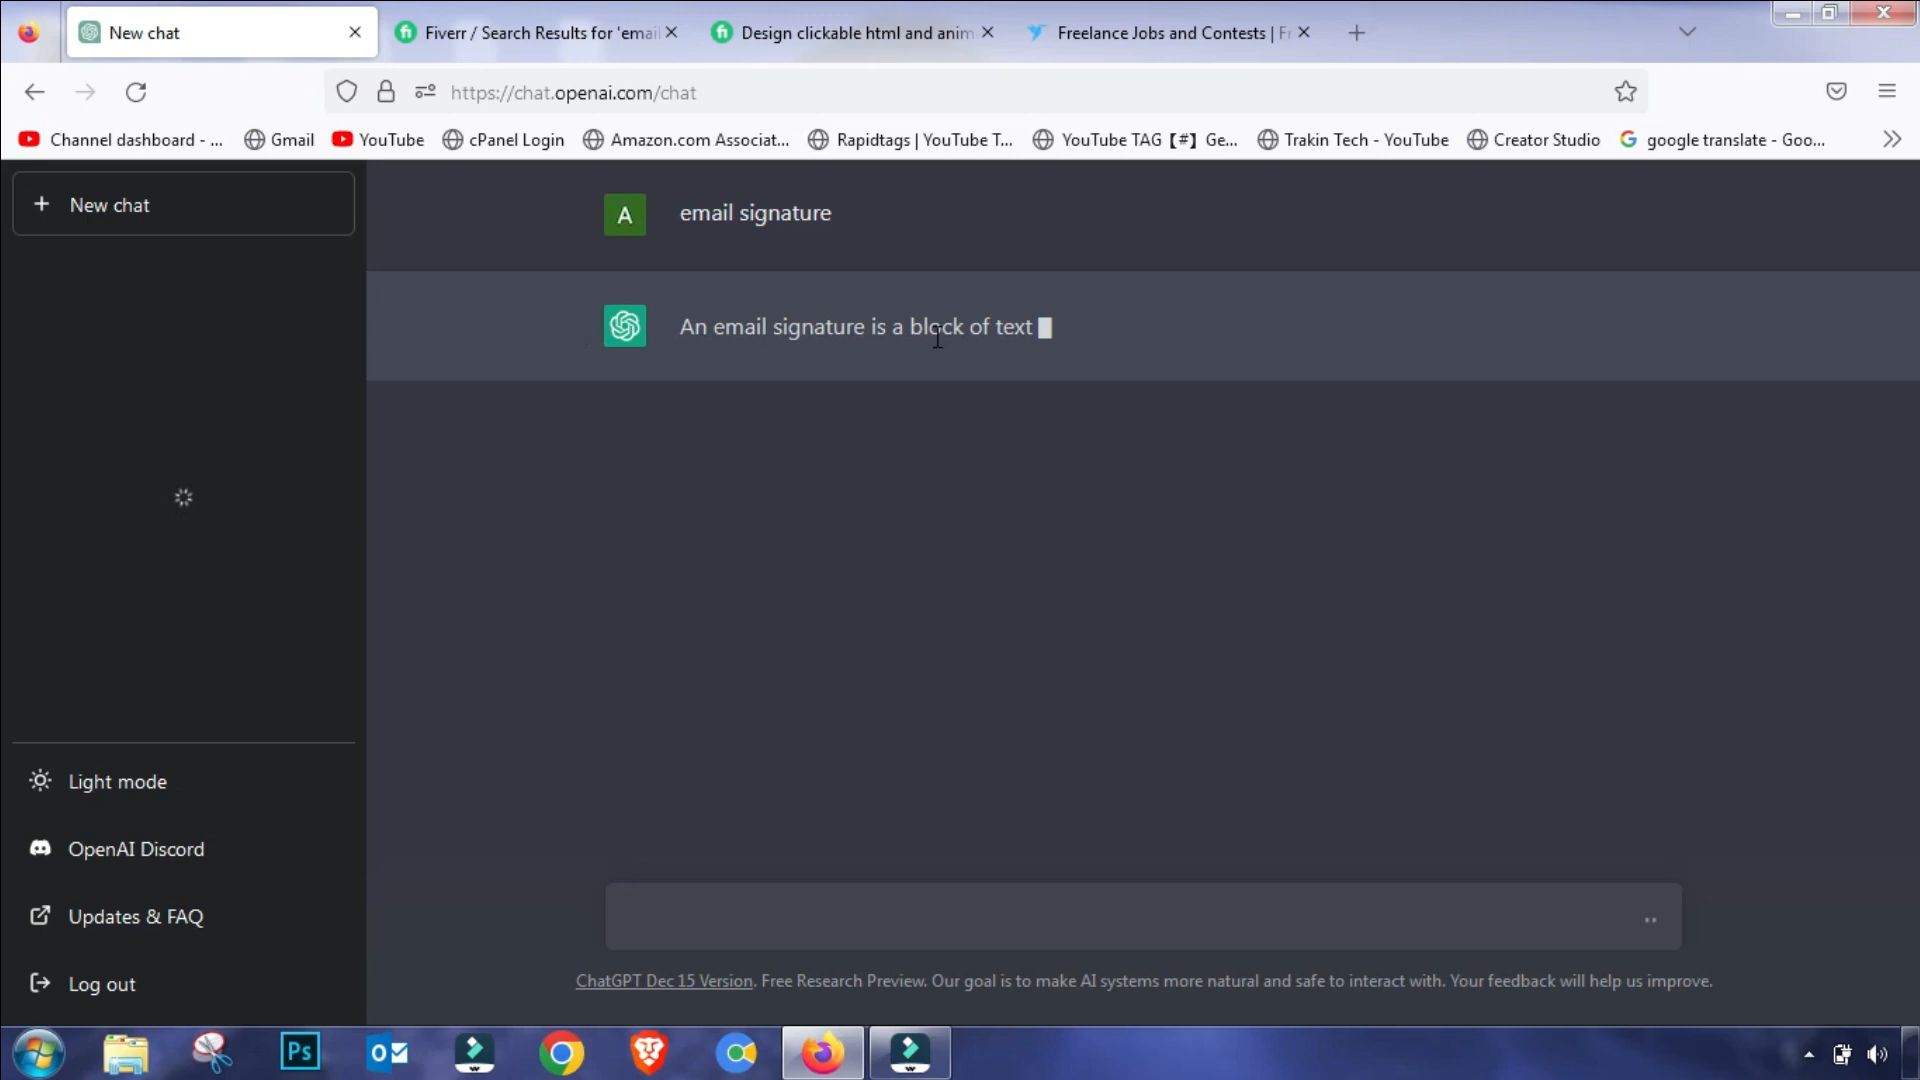 New chat
Fiverr / Search Results for 'email
Design clickable html and anim
Freelance Jobs and Contests | Fr
https://chat.openai.com/chat
Channel dashboard - ...
Gmail
YouTube
cPanel Login
Amazon.com Associat...
Rapidtags | YouTube T...
YouTube TAG【#】Ge...
Trakin Tech - YouTube
Creator Studio
google translate - Goo...
+ New chat
A
email signature
An email signature is a block of text
Light mode
OpenAI Discord
Updates & FAQ
Log out
ChatGPT Dec 15 Version. Free Research Preview. Our goal is to make AI systems more natural and safe to interact with. Your feedback will help us improve.
Ps